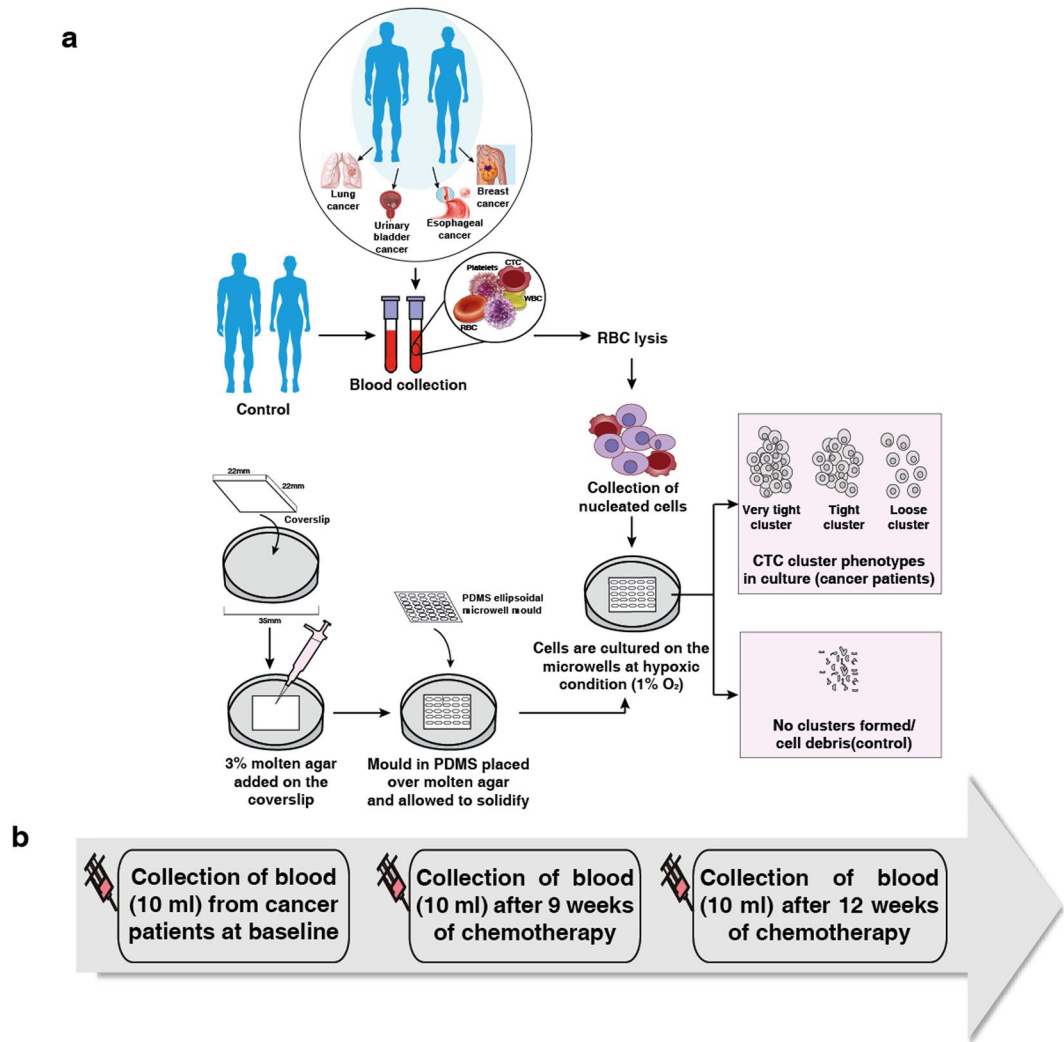 a
Lung
cancer
Urinary
bladder
cancer
Esophageal
cancer
Breast
cancer
Platelets
CTC
WBC
RBC
Control
Blood collection
RBC lysis
Collection of
nucleated cells
22mm
22mm
Coverslip
35mm
3% molten agar
added on the
coverslip
PDMS ellipsoidal
microwell mould
Mould in PDMS placed
over molten agar
and allowed to solidify
Cells are cultured on the
microwells at hypoxic
condition (1% O₂)
Very tight
cluster
Tight
cluster
Loose
cluster
CTC cluster phenotypes
in culture (cancer patients)
No clusters formed/
cell debris(control)
b
Collection of blood
(10 ml) from cancer
patients at baseline
Collection of blood
(10 ml) after 9 weeks
of chemotherapy
Collection of blood
(10 ml) after 12 weeks
of chemotherapy